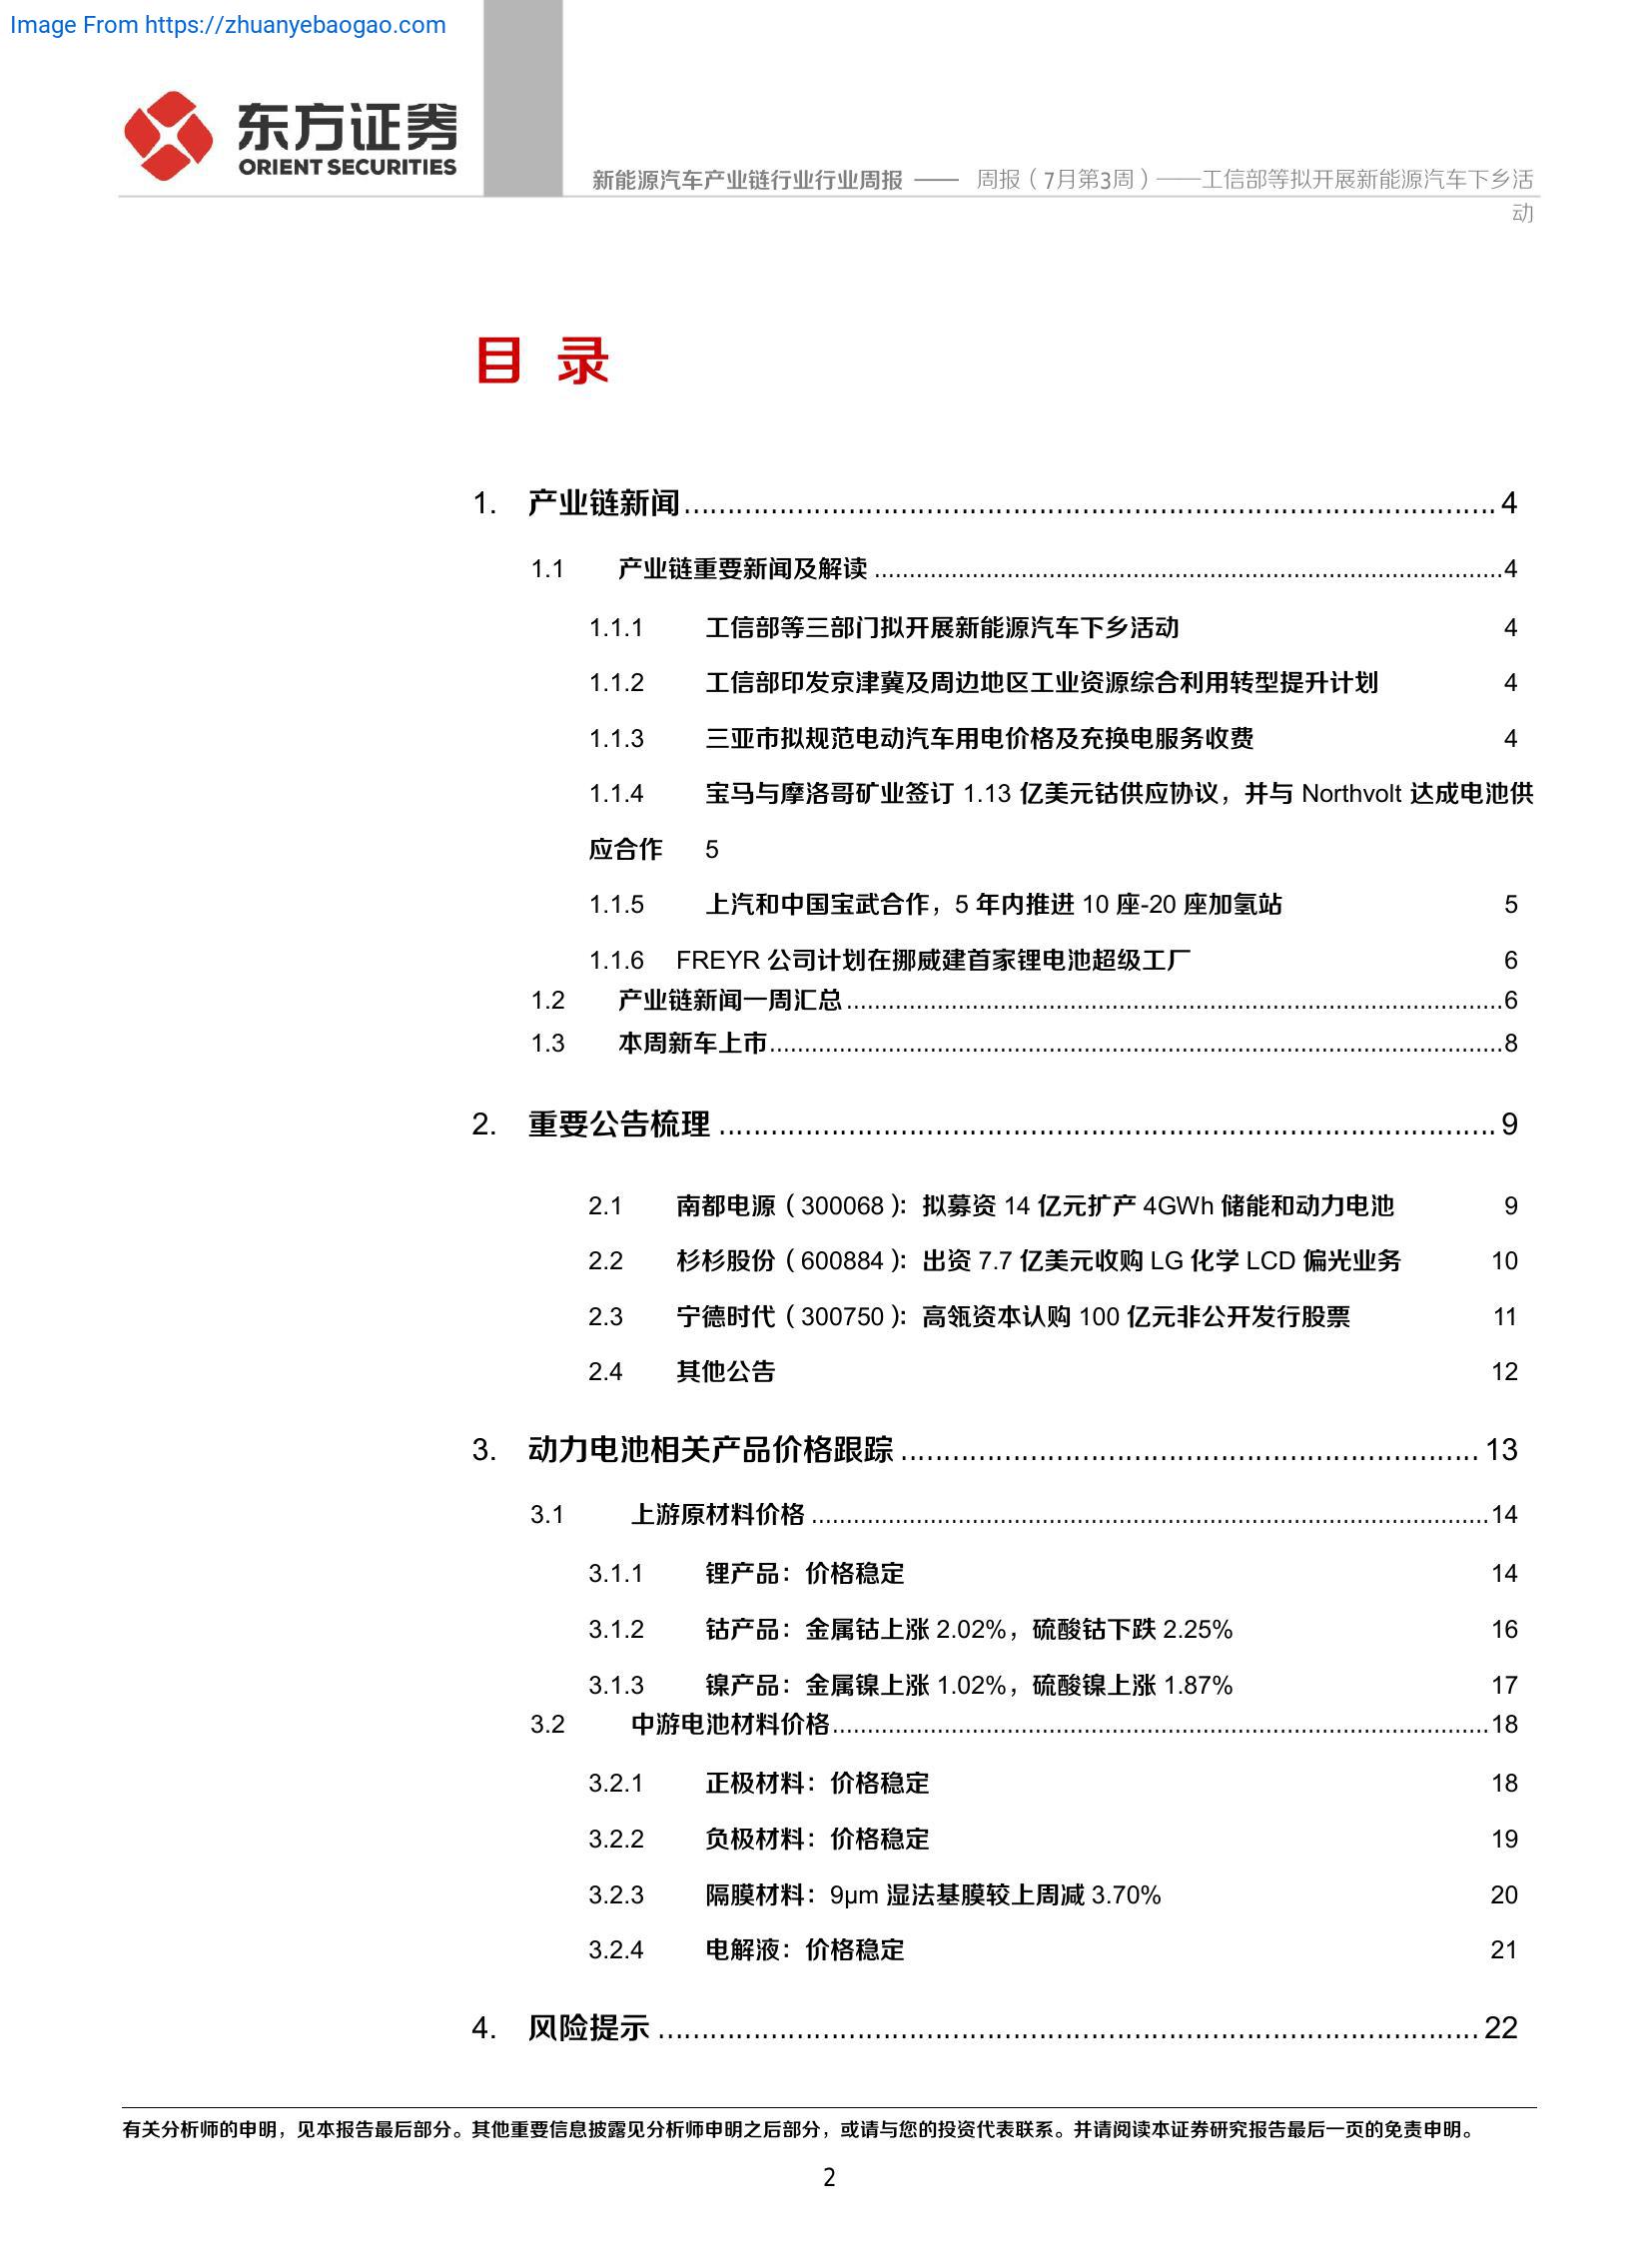 Image From https://zhuanyebaogao.com
东方证券
ORIENT SECURITIES
新能源汽车产业链行业行业周报 —— 周报（7月第3周）——工信部等拟开展新能源汽车下乡活
动
目 录
1. 产业链新闻........................................................................................ 4
1.1 产业链重要新闻及解读 ........................................................................................4
1.1.1 工信部等三部门拟开展新能源汽车下乡活动 4
1.1.2 工信部印发京津冀及周边地区工业资源综合利用转型提升计划 4
1.1.3 三亚市拟规范电动汽车用电价格及充换电服务收费 4
1.1.4 宝马与摩洛哥矿业签订 1.13 亿美元钴供应协议，并与 Northvolt 达成电池供
应合作 5
1.1.5 上汽和中国宝武合作，5 年内推进 10 座-20 座加氢站 5
1.1.6 FREYR 公司计划在挪威建首家锂电池超级工厂 6
1.2 产业链新闻一周汇总 ........................................................................................6
1.3 本周新车上市........................................................................................8
2. 重要公告梳理 ........................................................................................ 9
2.1 南都电源（300068）：拟募资 14 亿元扩产 4GWh 储能和动力电池 9
2.2 杉杉股份（600884）：出资 7.7 亿美元收购 LG 化学 LCD 偏光业务 10
2.3 宁德时代（300750）：高瓴资本认购 100 亿元非公开发行股票 11
2.4 其他公告 12
3. 动力电池相关产品价格跟踪 ........................................................................ 13
3.1 上游原材料价格 ........................................................................................14
3.1.1 锂产品：价格稳定 14
3.1.2 钴产品：金属钴上涨 2.02%，硫酸钴下跌 2.25% 16
3.1.3 镍产品：金属镍上涨 1.02%，硫酸镍上涨 1.87% 17
3.2 中游电池材料价格........................................................................................18
3.2.1 正极材料：价格稳定 18
3.2.2 负极材料：价格稳定 19
3.2.3 隔膜材料：9μm 湿法基膜较上周减 3.70% 20
3.2.4 电解液：价格稳定 21
4. 风险提示 ........................................................................................ 22
有关分析师的申明，见本报告最后部分。其他重要信息披露见分析师申明之后部分，或请与您的投资代表联系。并请阅读本证券研究报告最后一页的免责申明。
2